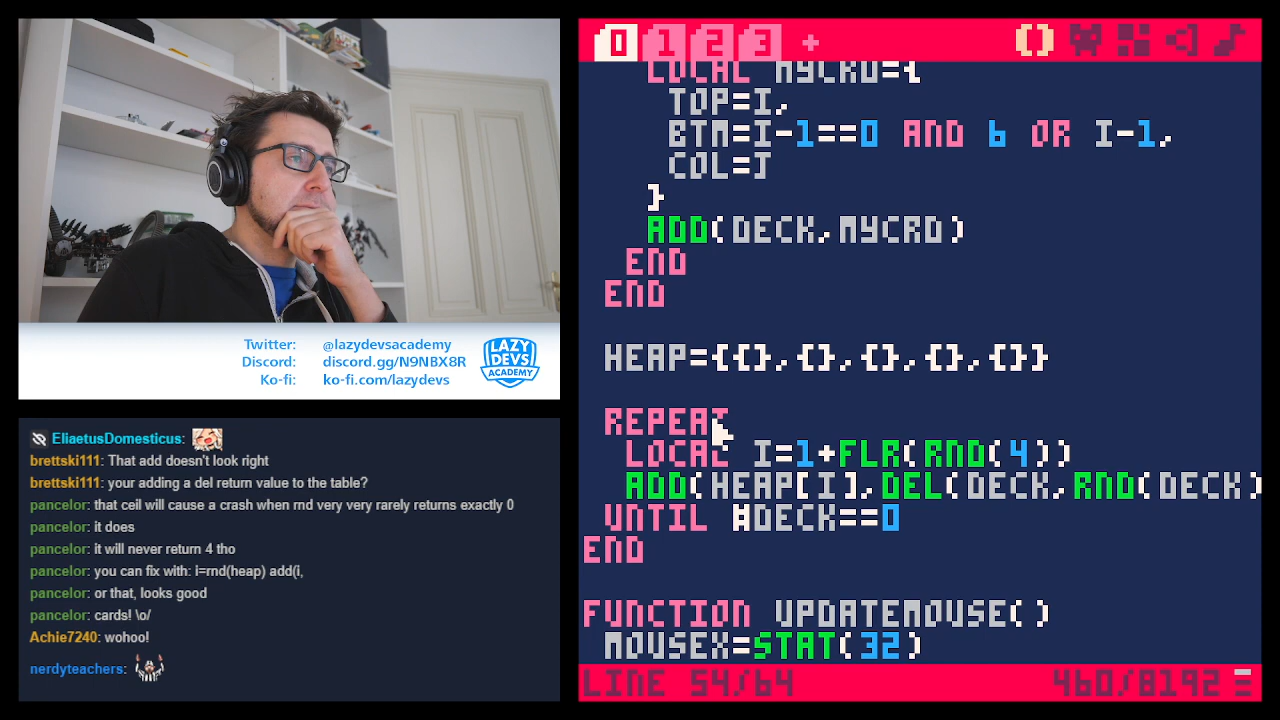 Twitter: @lazydevsacademy
Discord: discord.gg/N9NBX8R
Ko-fi: ko-fi.com/lazydevs
LAZY
DEVS
ACADEMY
EliaetusDomesticus:
brettski111: That add doesn't look right
brettski111: your adding a del return value to the table?
pancelor: that ceil will cause a crash when rnd very very rarely returns exactly 0
pancelor: it does
pancelor: it will never return 4 tho
pancelor: you can fix with: i=rnd(heap) add(i,
pancelor: or that, looks good
pancelor: cards! \o/
Achie7240: wohoo!
nerdyteachers:
0 1 2 3 +
LOCAL MYCRD={
TOP=I,
BTM=I-1==0 AND 6 OR I-1,
COL=J
}
ADD(DECK,MYCRD)
END
END
HEAP={{},{},{},{},{}}
REPEAT
LOCAL I=1+FLR(RND(4))
ADD(HEAP[I],DEL(DECK,RND(DECK)
UNTIL #DECK==0
END
FUNCTION UPDATEMOUSE()
MOUSEX=STAT(32)
LINE 54/64
460/8192